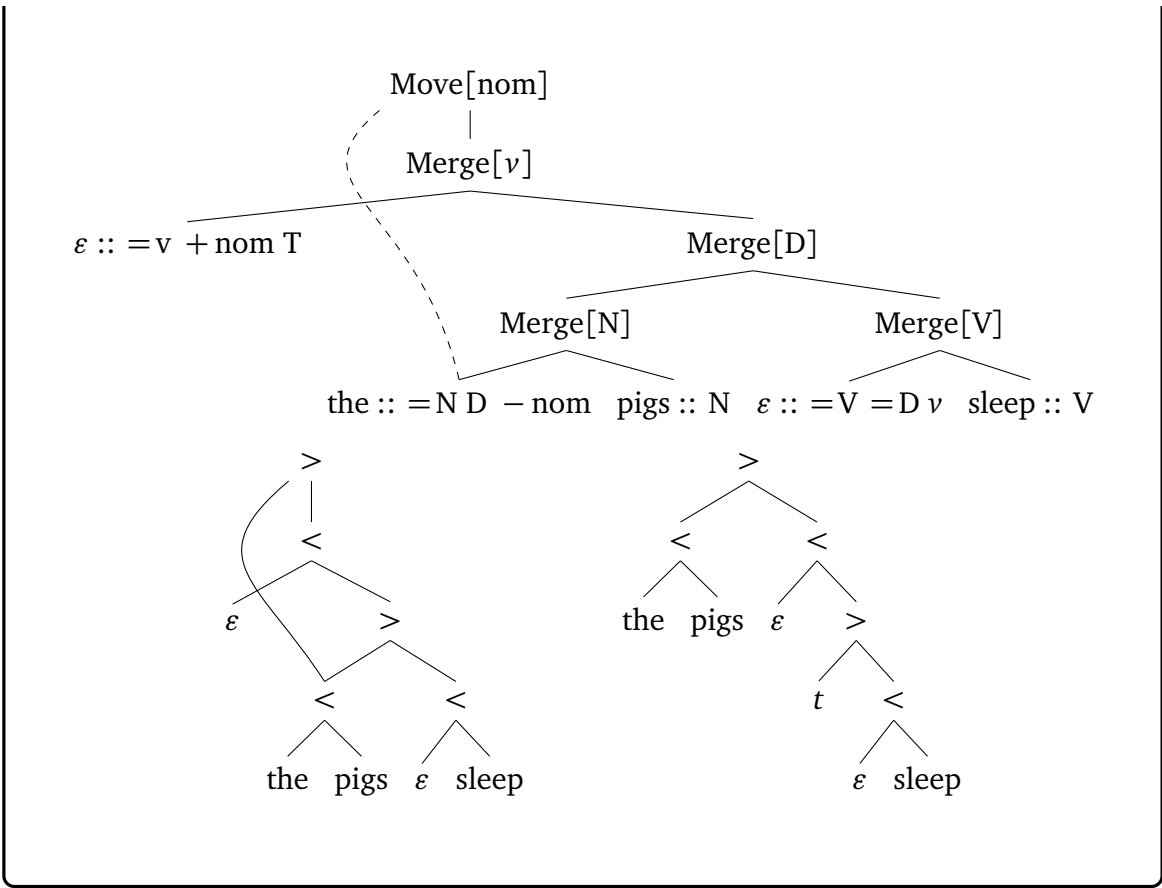 Move[nom]
Merge[v]
ε :: =v +nom T Merge[D]
Merge[N] Merge[V]
the :: =N D −nom pigs :: N ε :: =V =D v sleep :: V
> >
< < <
ε > the pigs ε >
< < t <
the pigs ε sleep ε sleep